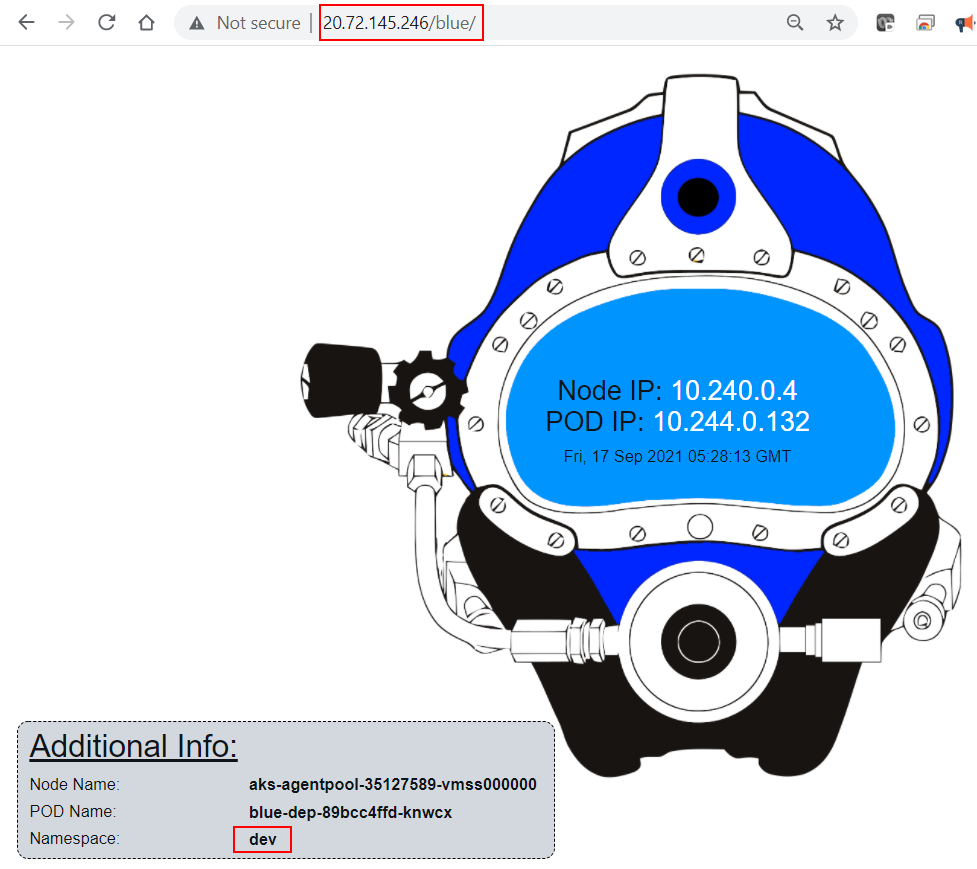 Not secure | 20.72.145.246/blue/
Node IP: 10.240.0.4
POD IP: 10.244.0.132
Fri, 17 Sep 2021 05:28:13 GMT
Additional Info:
Node Name: aks-agentpool-35127589-vmss000000
POD Name: blue-dep-89bcc4ffd-knwcx
Namespace: dev